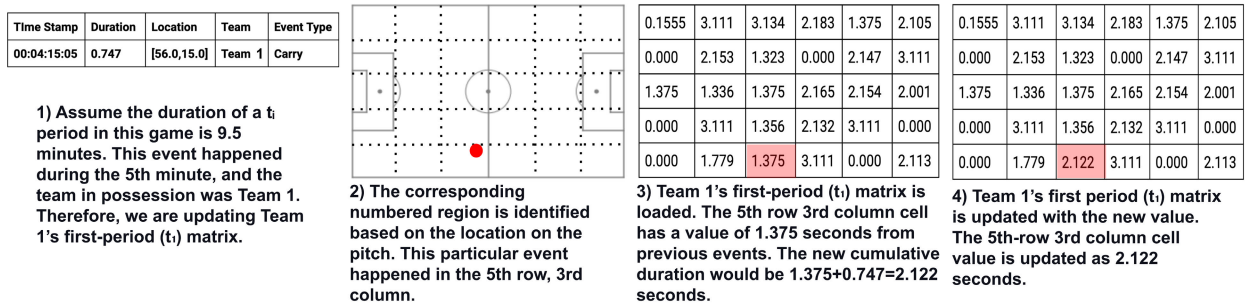 Time Stamp Duration Location Team Event Type
00:04:15:05 0.747 [56.0,15.0] Team 1 Carry
1) Assume the duration of a tᵢ
period in this game is 9.5
minutes. This event happened
during the 5th minute, and the
team in possession was Team 1.
Therefore, we are updating Team
1’s first-period (t₁) matrix.
2) The corresponding
numbered region is identified
based on the location on the
pitch. This particular event
happened in the 5th row, 3rd
column.
0.1555 3.111 3.134 2.183 1.375 2.105
0.000 2.153 1.323 0.000 2.147 3.111
1.375 1.336 1.375 2.165 2.154 2.001
0.000 3.111 1.356 2.132 3.111 0.000
0.000 1.779 1.375 3.111 0.000 2.113
3) Team 1’s first-period (t₁) matrix is
loaded. The 5th row 3rd column cell
has a value of 1.375 seconds from
previous events. The new cumulative
duration would be 1.375+0.747=2.122
seconds.
0.1555 3.111 3.134 2.183 1.375 2.105
0.000 2.153 1.323 0.000 2.147 3.111
1.375 1.336 1.375 2.165 2.154 2.001
0.000 3.111 1.356 2.132 3.111 0.000
0.000 1.779 2.122 3.111 0.000 2.113
4) Team 1’s first period (t₁) matrix
is updated with the new value.
The 5th-row 3rd column cell
value is updated as 2.122
seconds.